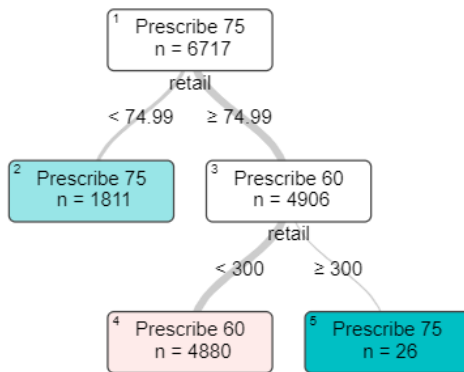 1
Prescribe 75
n = 6717
retail
< 74.99 ≥ 74.99
2
Prescribe 75
n = 1811
3
Prescribe 60
n = 4906
retail
< 300 ≥ 300
4
Prescribe 60
n = 4880
5
Prescribe 75
n = 26